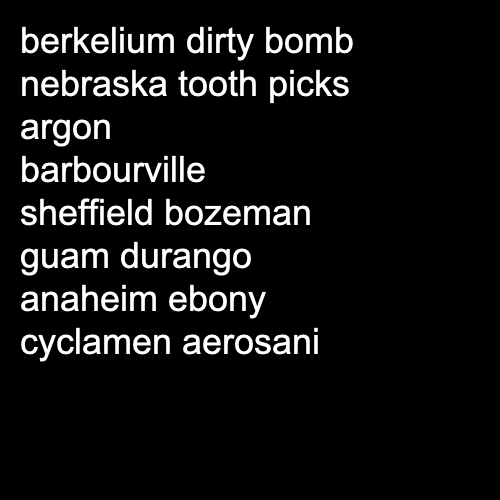 berkelium dirty bomb
nebraska tooth picks
argon
barbourville
sheffield bozeman
guam durango
anaheim ebony
cyclamen aerosani